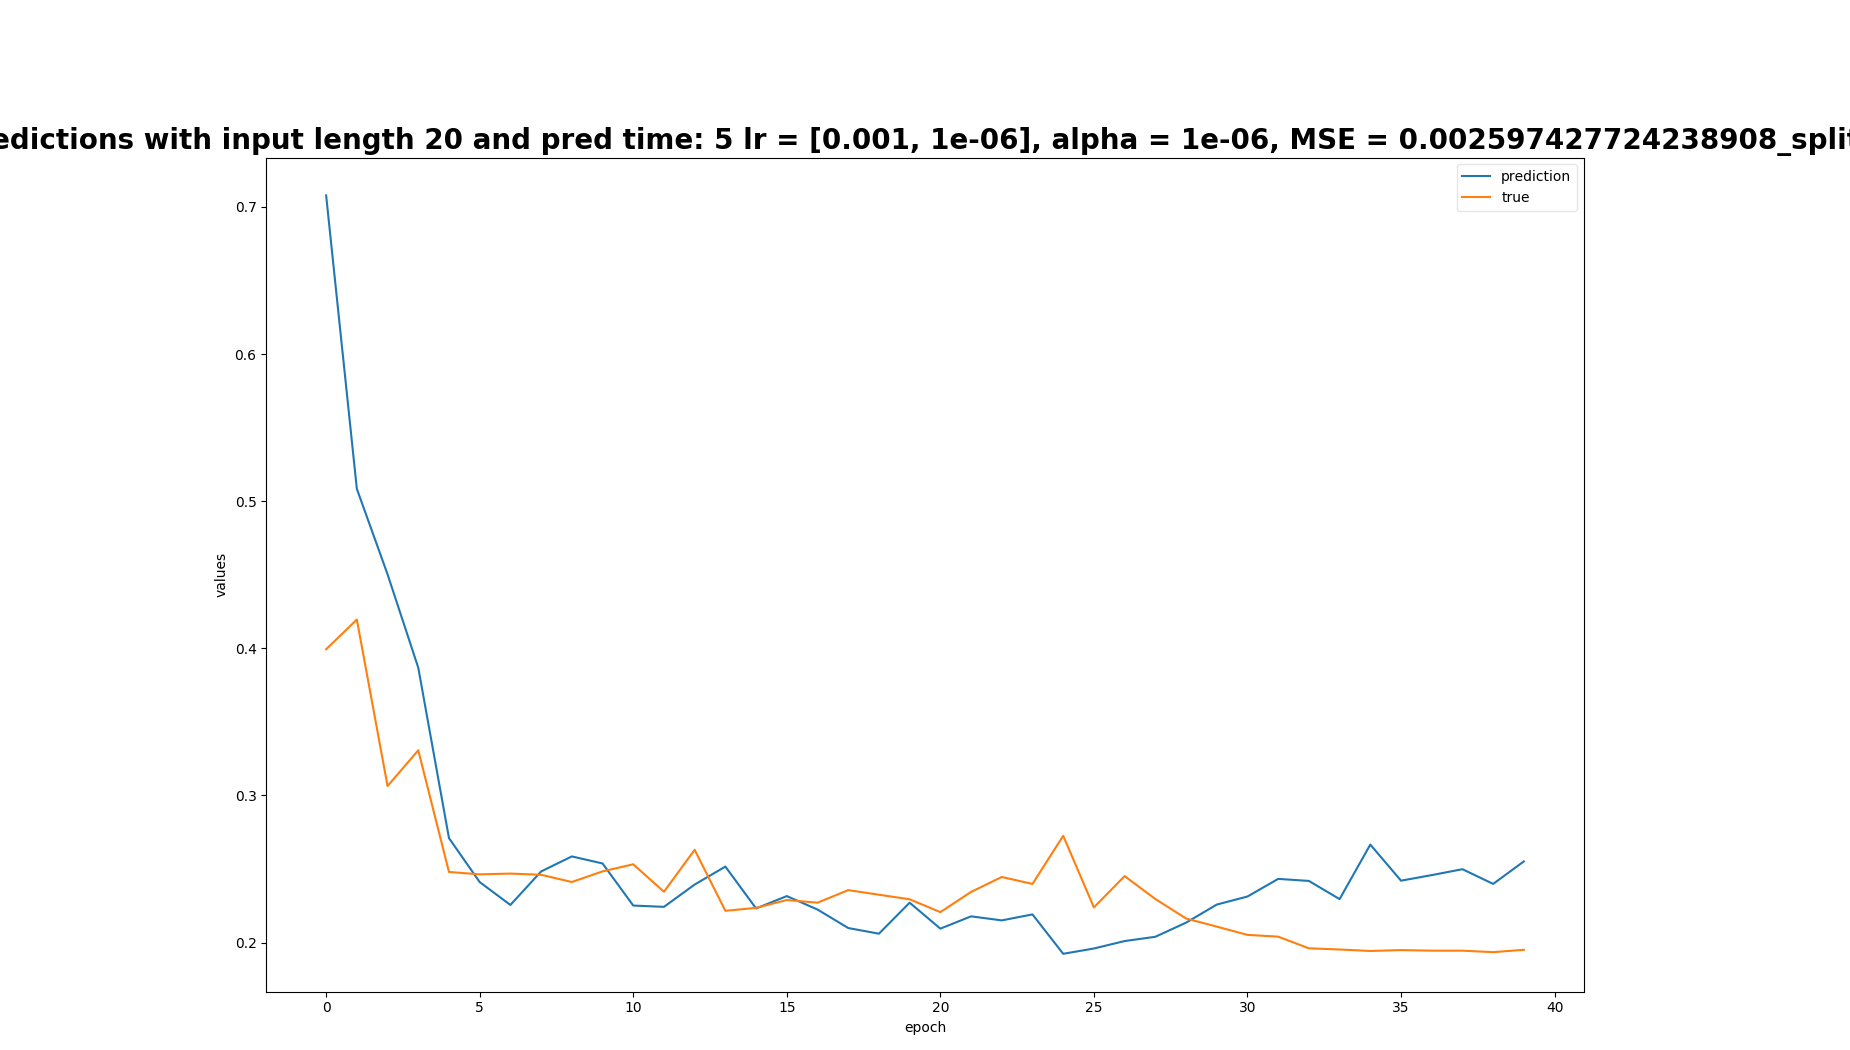 edictions with input length 20 and pred time: 5 lr = [0.001, 1e-06], alpha = 1e-06, MSE = 0.002597427724238908_split
prediction
true
0.7
0.6
0.5
0.4
0.3
0.2
values
0 5 10 15 20 25 30 35 40
epoch